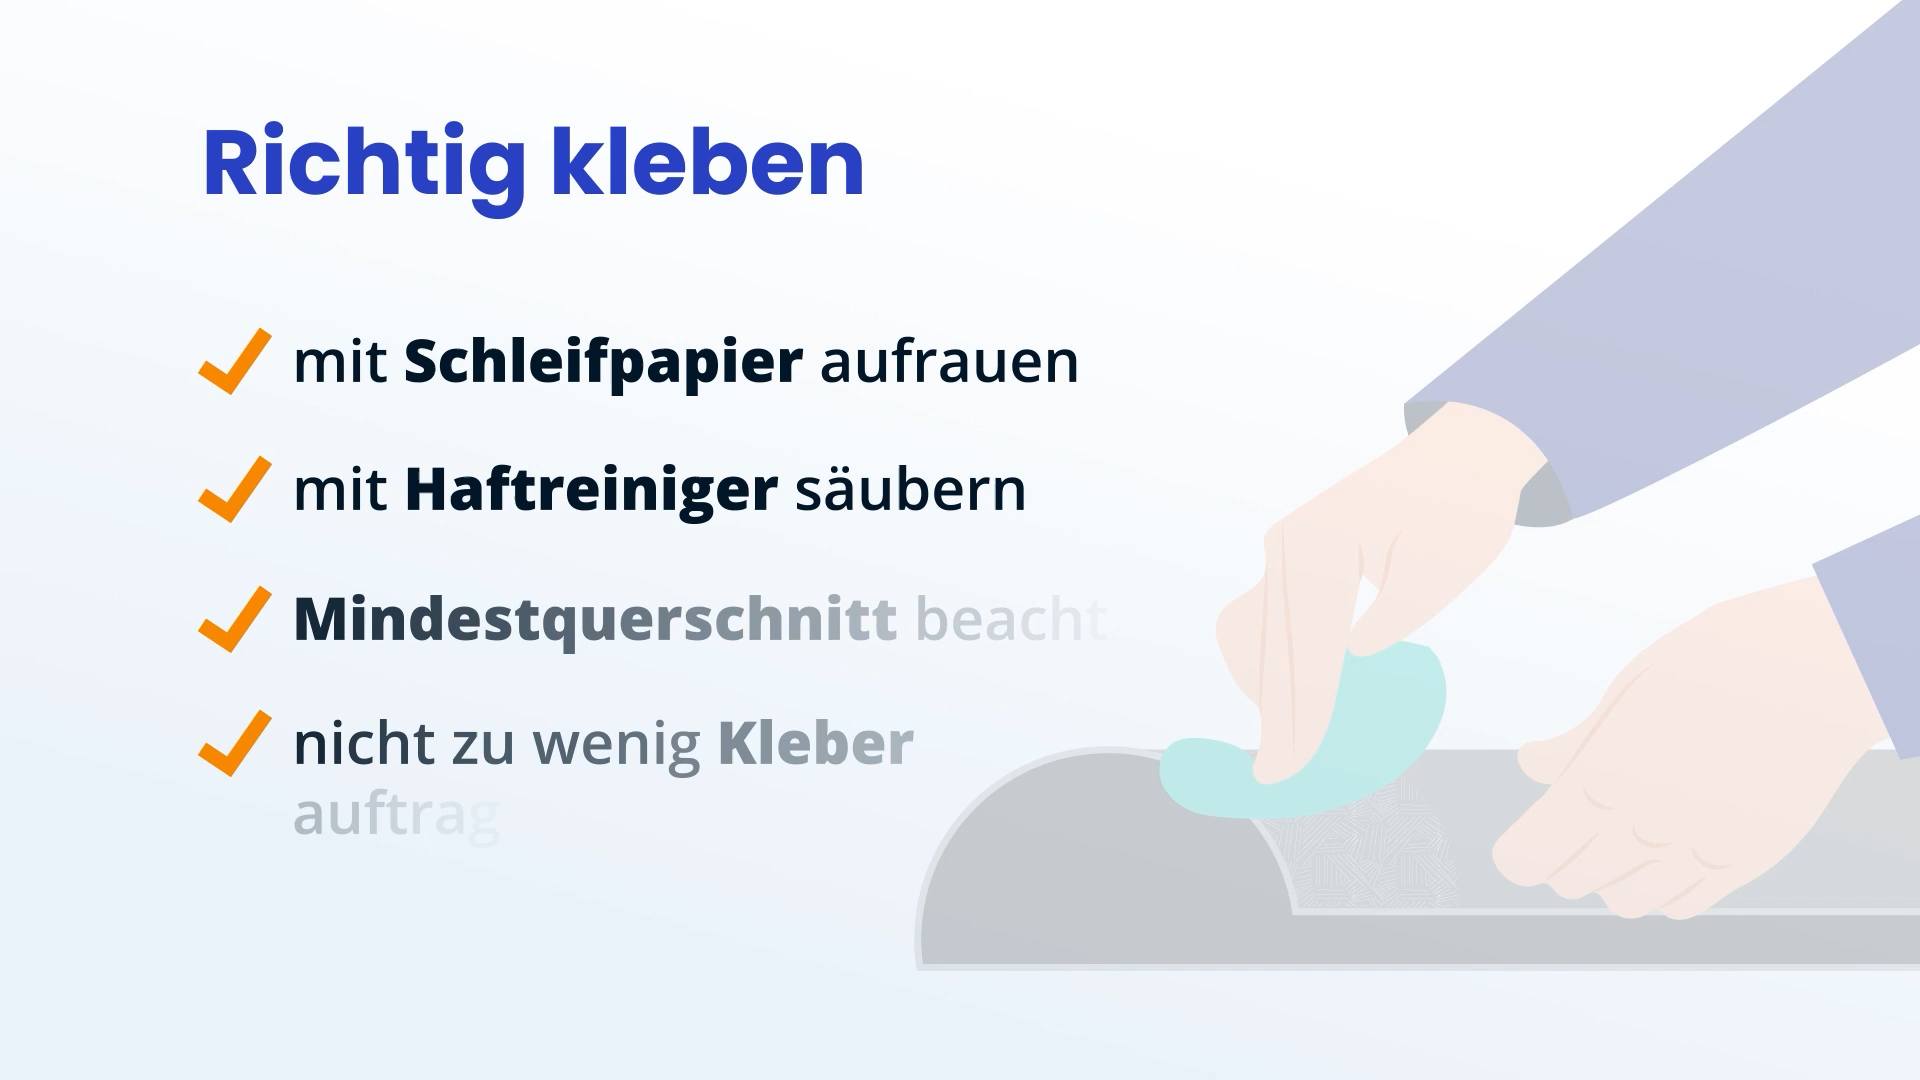 Richtig kleben
mit Schleifpapier aufrauen
mit Haftreiniger säubern
Mindestquerschnitt beacht
nicht zu wenig Kleber
auftrag